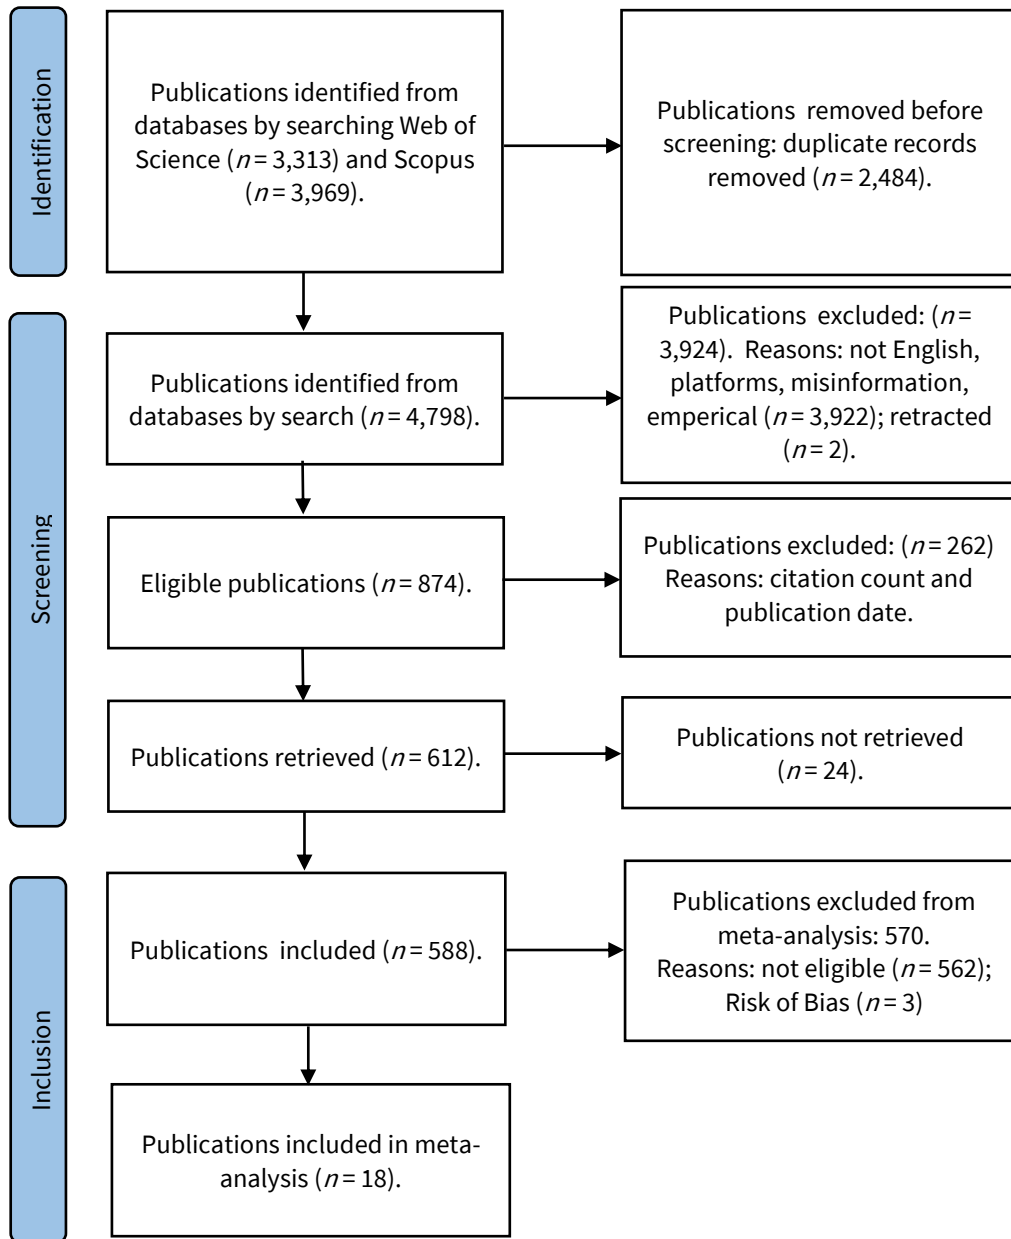 Identification
Publications identified from
databases by searching Web of
Science (n = 3,313) and Scopus
(n = 3,969).
Publications removed before
screening: duplicate records
removed (n = 2,484).
Screening
Publications identified from
databases by search (n = 4,798).
Publications excluded: (n =
3,924). Reasons: not English,
platforms, misinformation,
emperical (n = 3,922); retracted
(n = 2).
Eligible publications (n = 874).
Publications excluded: (n = 262)
Reasons: citation count and
publication date.
Publications retrieved (n = 612).
Publications not retrieved
(n = 24).
Inclusion
Publications included (n = 588).
Publications excluded from
meta-analysis: 570.
Reasons: not eligible (n = 562);
Risk of Bias (n = 3)
Publications included in meta-
analysis (n = 18).